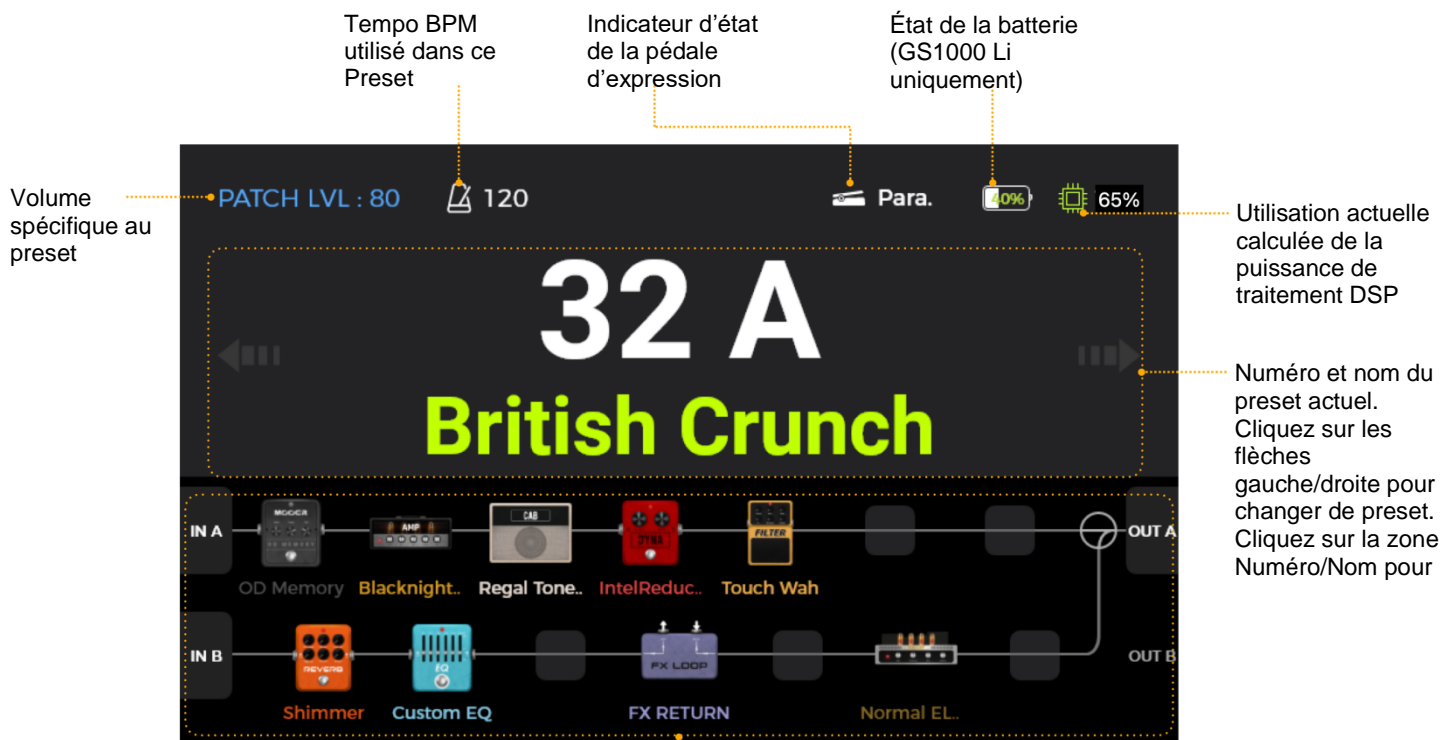 Tempo BPM
utilisé dans ce
Preset
Indicateur d’état
de la pédale
d’expression
État de la batterie
(GS1000 Li
uniquement)
Volume
spécifique au
preset
PATCH LVL : 80
120
Para.
40%
65%
Utilisation actuelle
calculée de la
puissance de
traitement DSP
32 A
British Crunch
Numéro et nom du
preset actuel.
Cliquez sur les
flèches
gauche/droite pour
changer de preset.
Cliquez sur la zone
Numéro/Nom pour
IN A
MOOER
OD MEMORY
AMP
CAB
DYNA
FILTER
OUT A
OD Memory
Blacknight..
Regal Tone..
IntelReduc..
Touch Wah
IN B
REVERB
EQ
FX LOOP
OUT B
Shimmer
Custom EQ
FX RETURN
Normal EL..